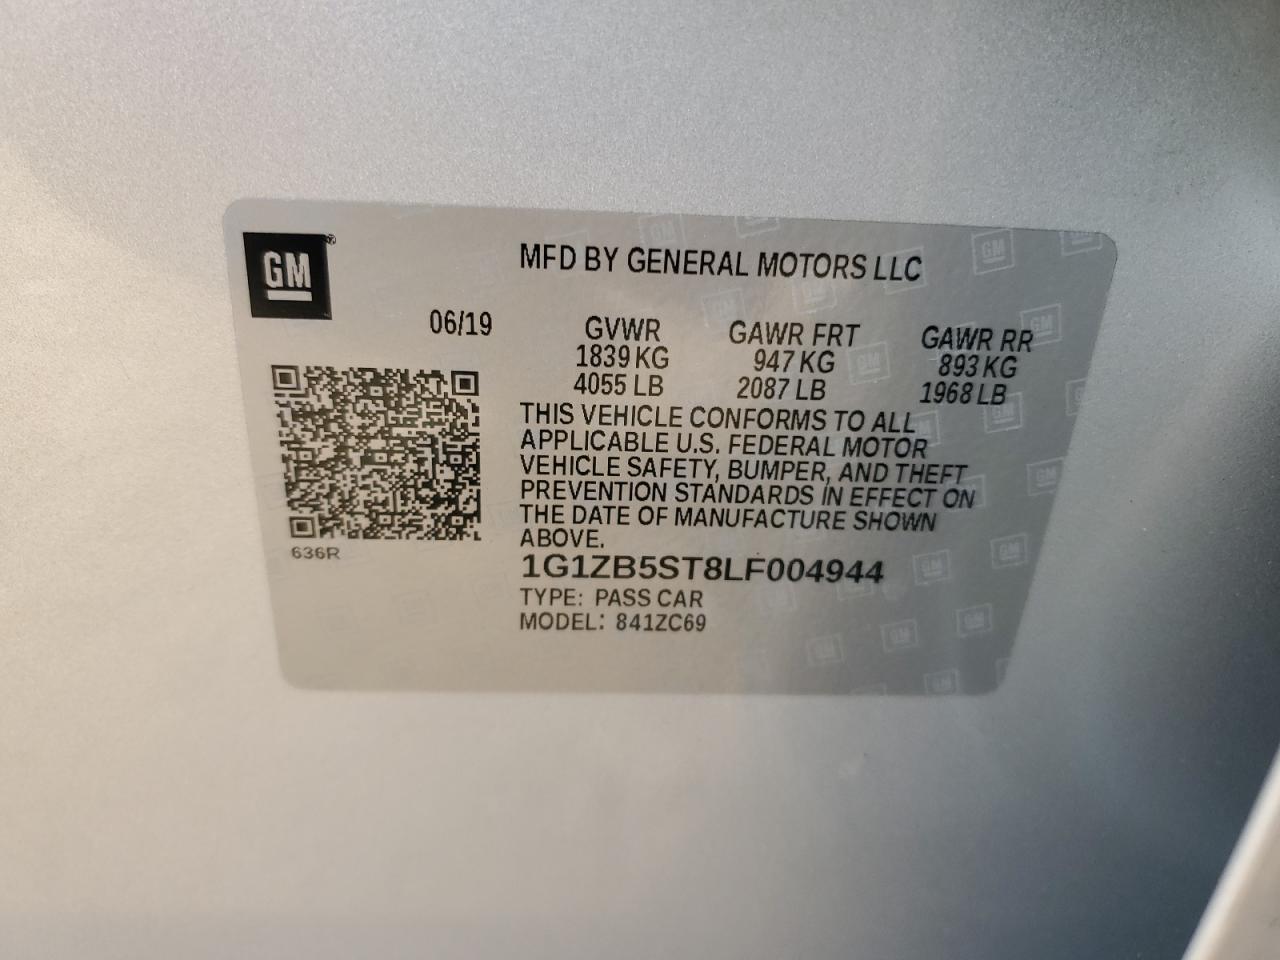 GM
MFD BY GENERAL MOTORS LLC
06/19
GVWR GAWR FRT GAWR RR
1839 KG 947 KG 893 KG
4055 LB 2087 LB 1968 LB
THIS VEHICLE CONFORMS TO ALL
APPLICABLE U.S. FEDERAL MOTOR
VEHICLE SAFETY, BUMPER, AND THEFT
PREVENTION STANDARDS IN EFFECT ON
THE DATE OF MANUFACTURE SHOWN
ABOVE.
636R
1G1ZB5ST8LF004944
TYPE: PASS CAR
MODEL: 841ZC69